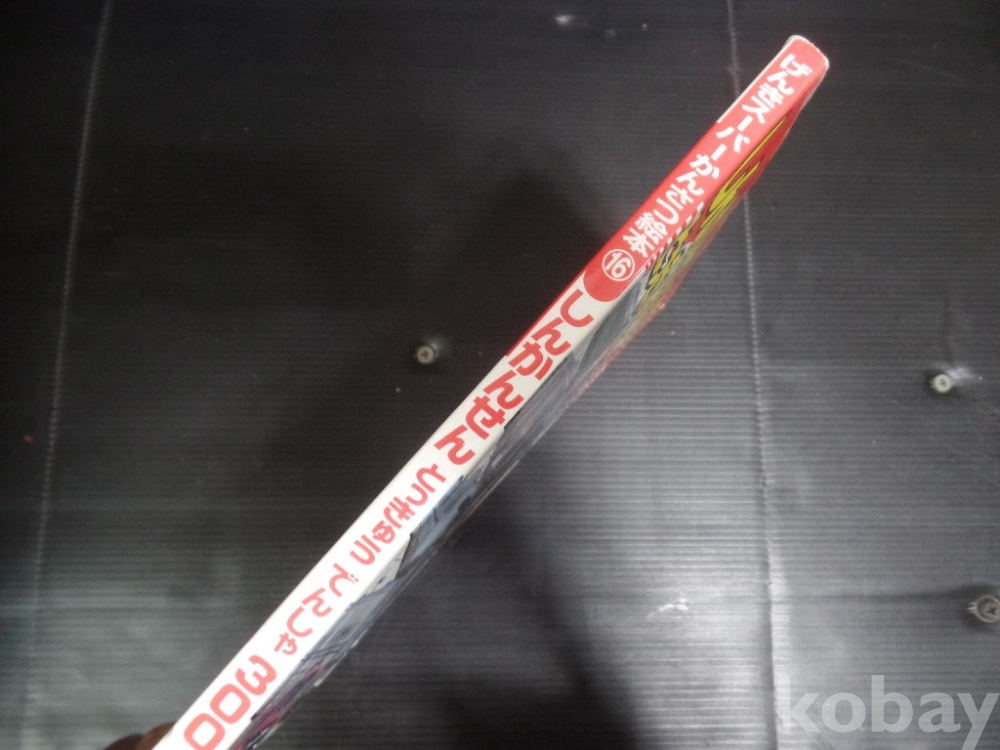 げんきスーパーかんさつ絵本⑯
しんかんせん とっきゅう でんしゃ 300
kobay